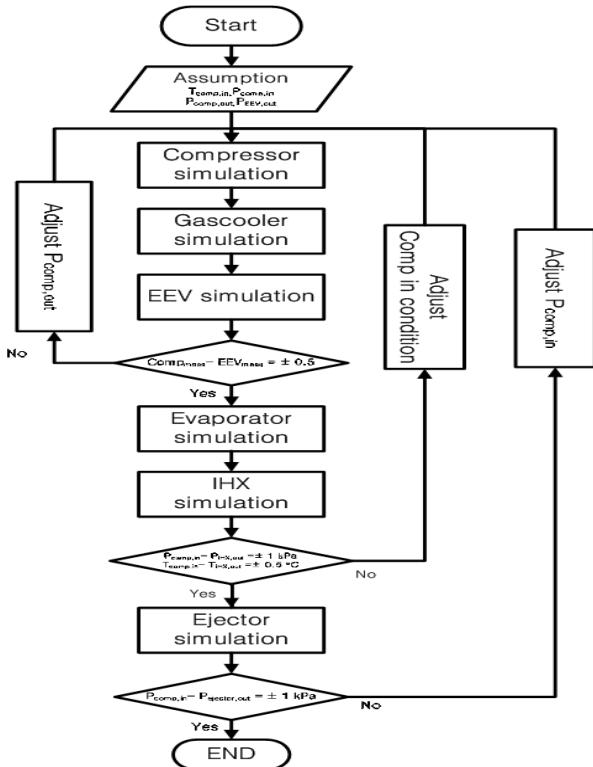 Start
Assumption
Tcomp,in, Pcomp,in
Pcomp,out, PEEV,out
Compressor
simulation
Gascooler
simulation
EEV simulation
Adjust Pcomp,out
No
Compmass− EEVmass = ± 0.5
Yes
Evaporator
simulation
IHX
simulation
Adjust
Comp in condition
Adjust Pcomp,in
Pcomp,in− PIHX,out = ± 1 kPa
Tcomp,in− TIHX,out = ± 0.5 °C
No
Yes
Ejector
simulation
Pcomp,in− Pejector,out = ± 1 kPa
No
Yes
END